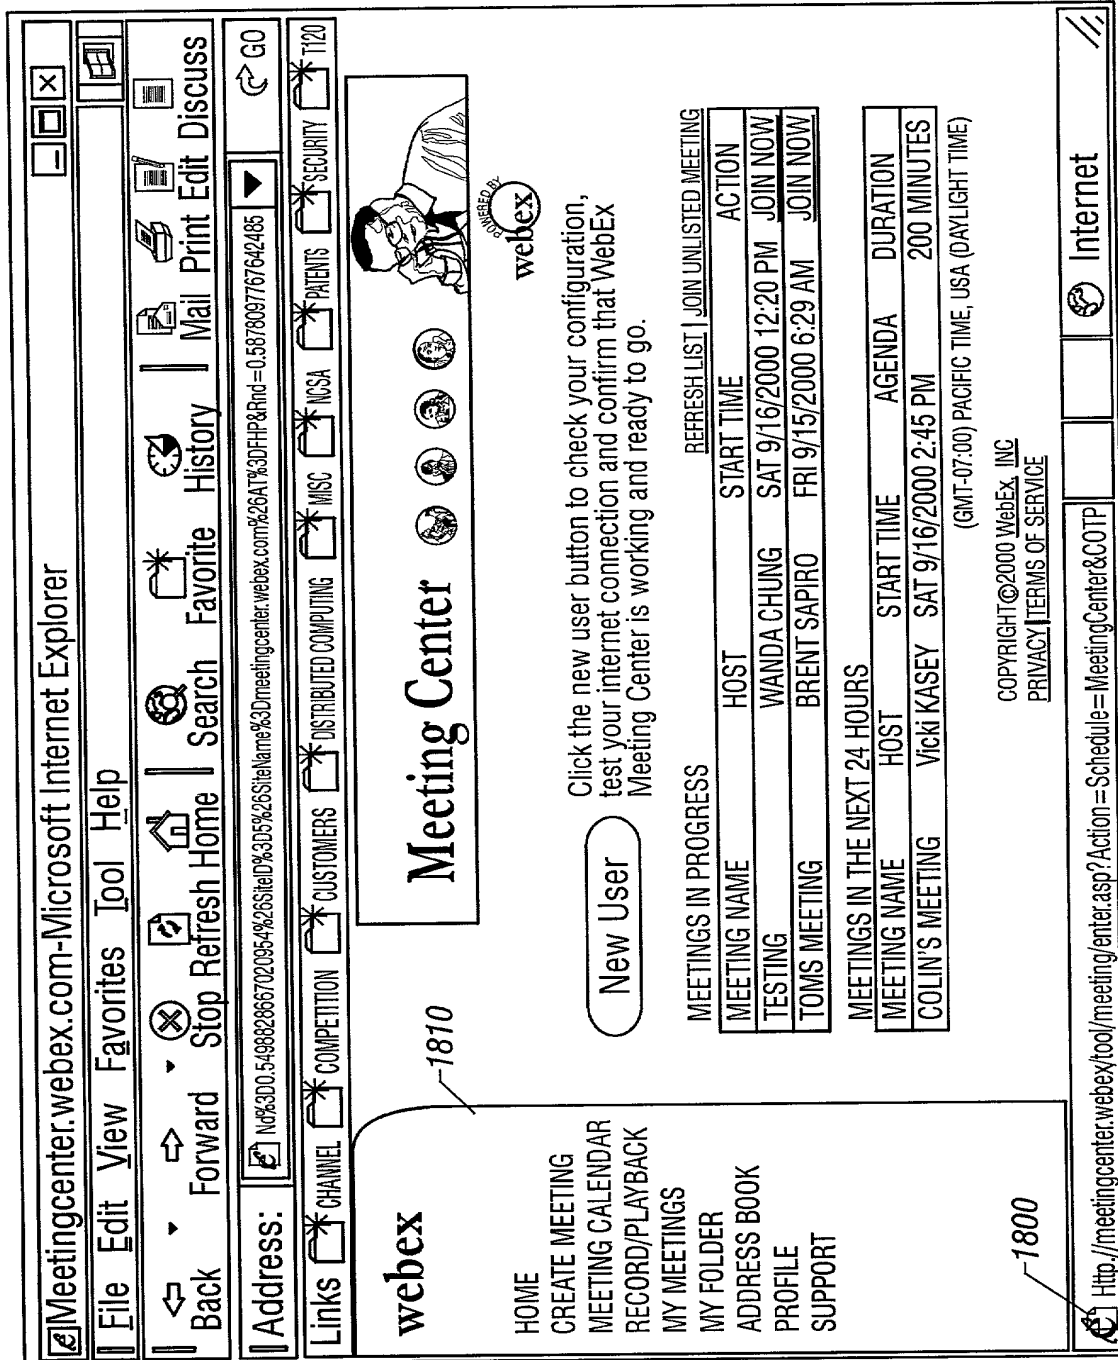 Meetingcenter.webex.com-Microsoft Internet Explorer
File Edit View Favorites Tool Help
Back Forward Stop Refresh Home Search Favorite History Mail Print Edit Discuss
Address: Nd%3D0.5498828667020954%26SiteID%3D5%26SiteName%3Dmeetingcenter.webex.com%26AT%3DFHP&Rnd=0.5878097767642485 GO
Links CHANNEL COMPETITION CUSTOMERS DISTRIBUTED COMPUTING MISC NCSA PATENTS SECURITY T120
webex
HOME
CREATE MEETING
MEETING CALENDAR
RECORD/PLAYBACK
MY MEETINGS
MY FOLDER
ADDRESS BOOK
PROFILE
SUPPORT
1800
1810
Meeting Center
POWERED BY
webex
New User
Click the new user button to check your configuration,
test your internet connection and confirm that WebEx
Meeting Center is working and ready to go.
REFRESH LIST | JOIN UNLISTED MEETING
MEETINGS IN PROGRESS
MEETING NAME HOST START TIME ACTION
TESTING WANDA CHUNG SAT 9/16/2000 12:20 PM JOIN NOW
TOMS MEETING BRENT SAPIRO FRI 9/15/2000 6:29 AM JOIN NOW
MEETINGS IN THE NEXT 24 HOURS
MEETING NAME HOST START TIME AGENDA DURATION
COLIN'S MEETING Vicki KASEY SAT 9/16/2000 2:45 PM 200 MINUTES
(GMT-07:00) PACIFIC TIME, USA (DAYLIGHT TIME)
COPYRIGHT©2000 WebEx, INC
PRIVACY | TERMS OF SERVICE
Http.//meetingcenter.webex/tool/meeting/enter.asp?Action=Schedule=MeetingCenter&COTP Internet